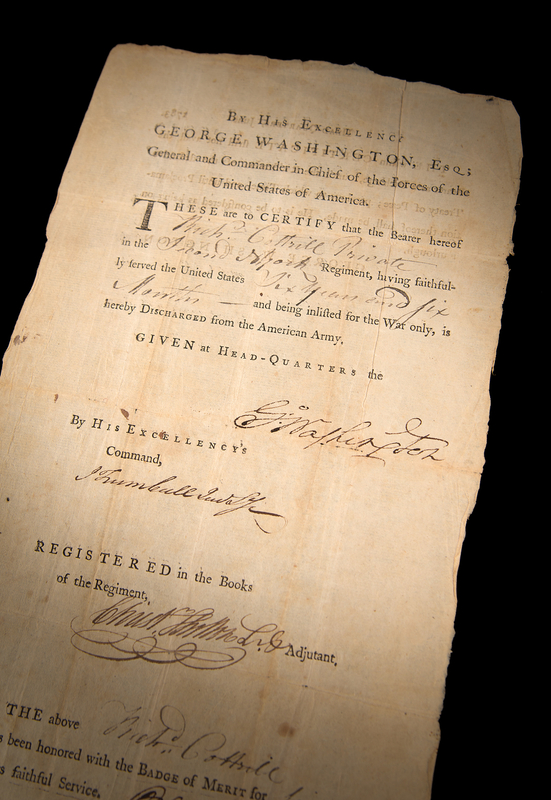 By His Excellency
GEORGE WASHINGTON, Esq;
General and Commander in Chief of the Forces of the
United States of America.
THESE are to CERTIFY that the Bearer hereof
Richd Cottrill Private
in the Second Regiment, having faithful-
ly served the United States Six Years and six
Months and being inlisted for the War only, is
hereby Discharged from the American Army.
GIVEN at Head-Quarters the
Go Washington
By His Excellency's
Command,
J Trumbull Junr Sy
REGISTERED in the Books
of the Regiment,
Adjutant,
THE above Richd Cottrill
s been honored with the Badge of Merit for
s faithful Service.